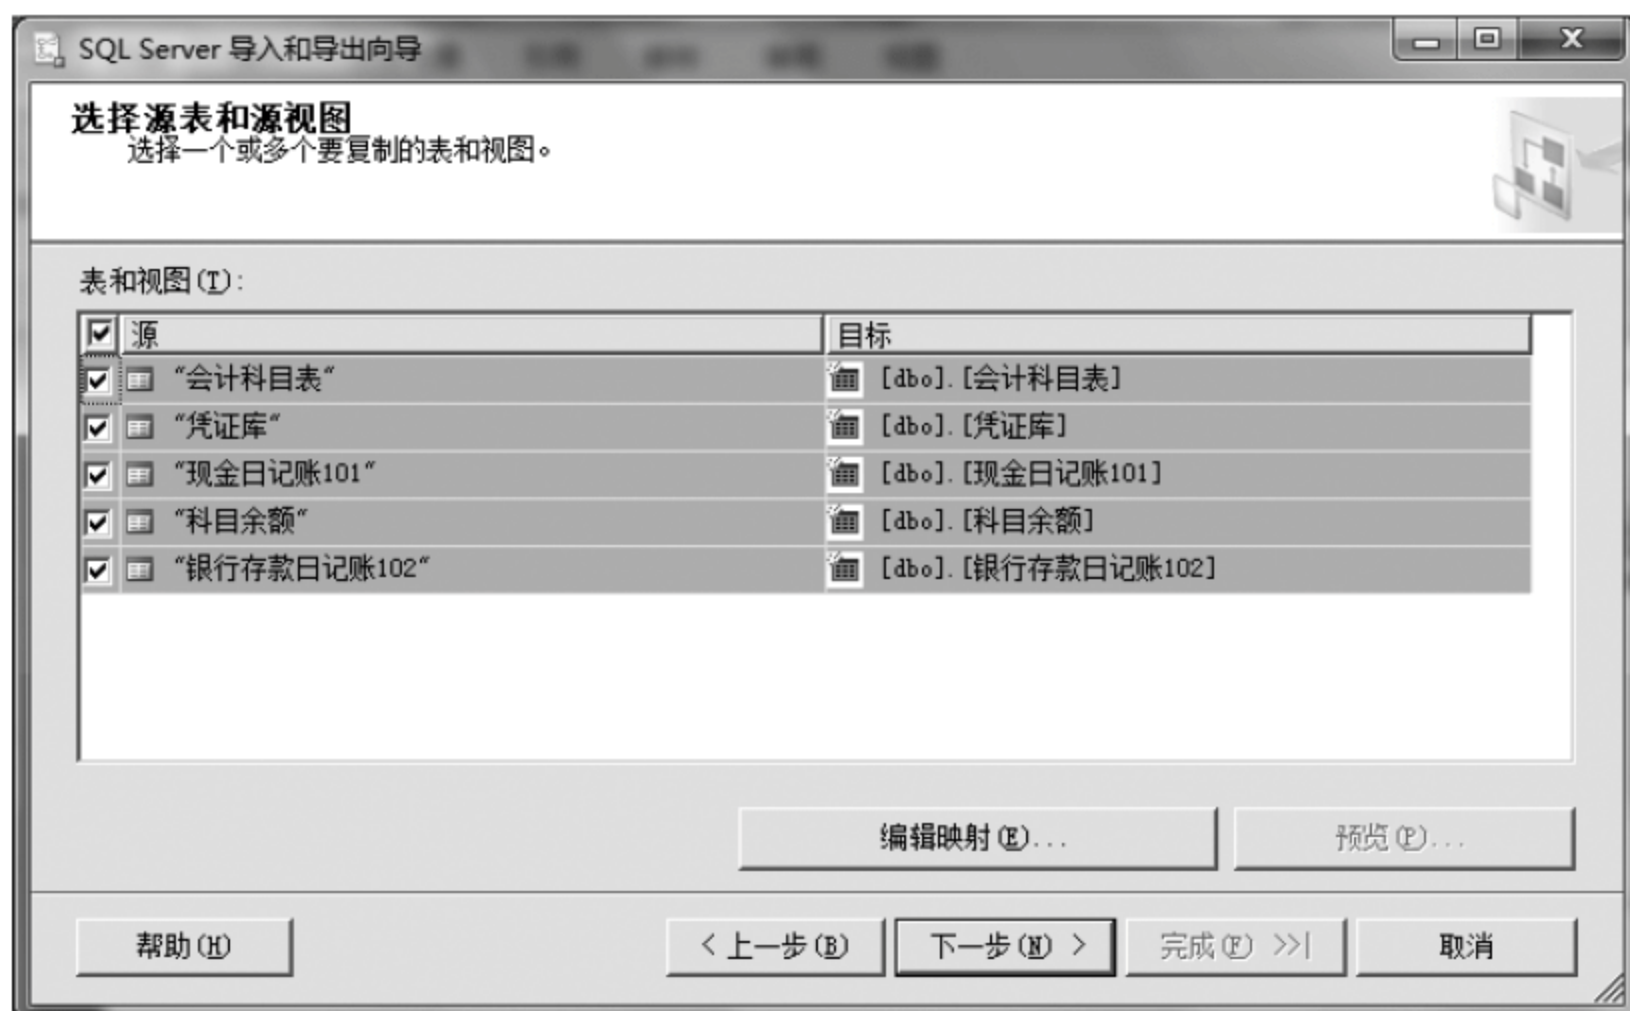 SQL Server 导入和导出向导
选择源表和源视图
选择一个或多个要复制的表和视图。
表和视图(T):
源 目标
"会计科目表" [dbo].[会计科目表]
"凭证库" [dbo].[凭证库]
"现金日记账101" [dbo].[现金日记账101]
"科目余额" [dbo].[科目余额]
"银行存款日记账102" [dbo].[银行存款日记账102]
编辑映射(E)... 预览(P)...
帮助(H) < 上一步(B) 下一步(N) > 完成(F) >>| 取消